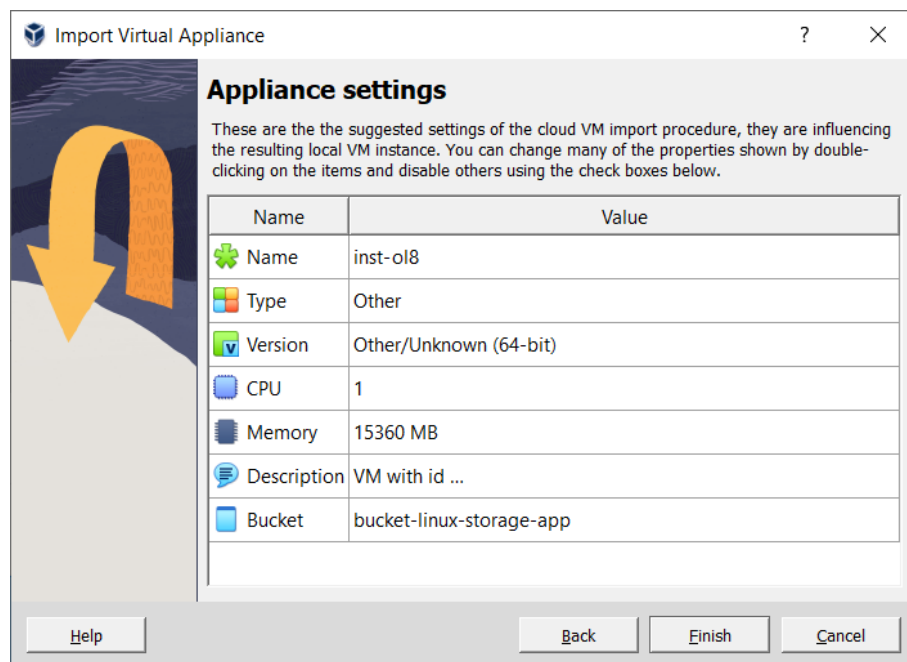 Import Virtual Appliance
?
Appliance settings
These are the the suggested settings of the cloud VM import procedure, they are influencing
the resulting local VM instance. You can change many of the properties shown by double-
clicking on the items and disable others using the check boxes below.
Name Value
Name inst-ol8
Type Other
v Version Other/Unknown (64-bit)
CPU 1
Memory 15360 MB
Description VM with id ...
Bucket bucket-linux-storage-app
Help Back Finish Cancel